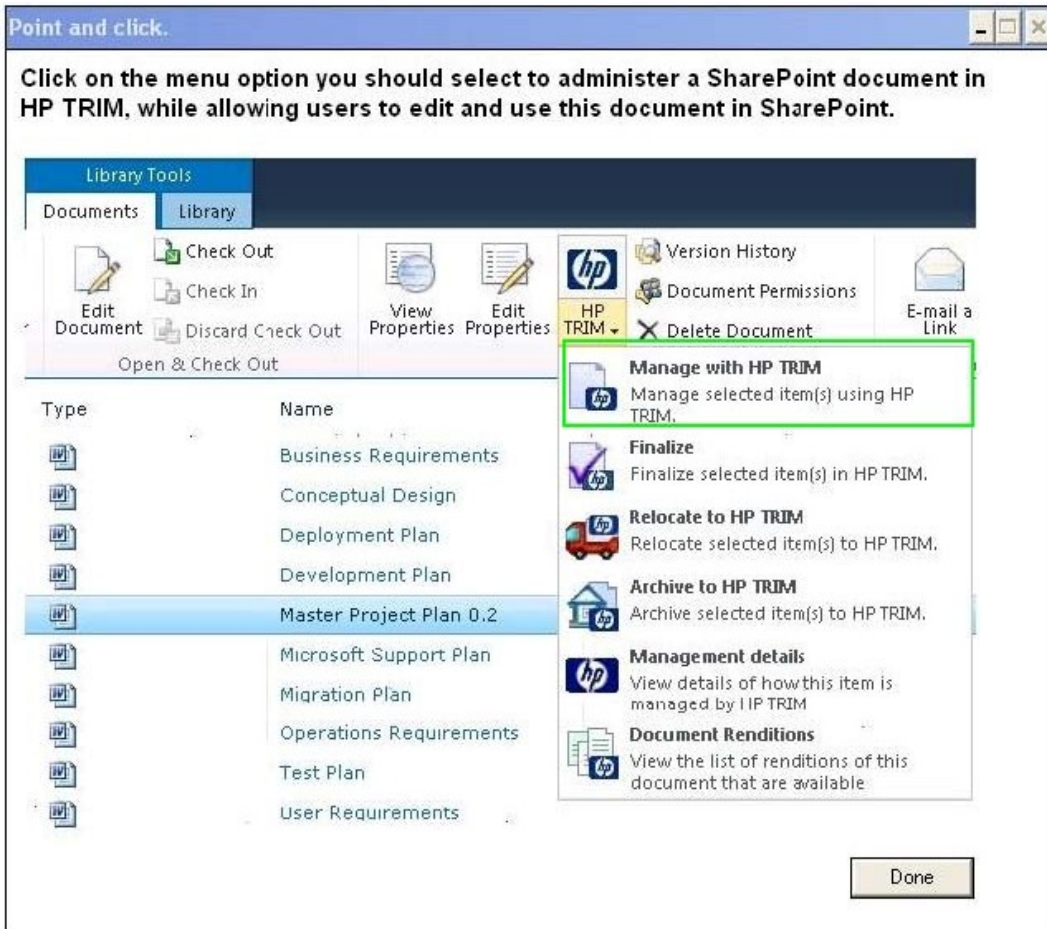 Point and click.
Click on the menu option you should select to administer a SharePoint document in
HP TRIM, while allowing users to edit and use this document in SharePoint.
Library Tools
Documents Library
Edit
Document
Check Out
Check In
Discard Check Out
Open & Check Out
View
Properties
Edit
Properties
hp
HP
TRIM
Version History
Document Permissions
Delete Document
E-mail a
Link
Type Name
Business Requirements
Conceptual Design
Deployment Plan
Development Plan
Master Project Plan 0.2
Microsoft Support Plan
Migration Plan
Operations Requirements
Test Plan
User Requirements
Manage with HP TRIM
Manage selected item(s) using HP
TRIM.
Finalize
Finalize selected item(s) in HP TRIM.
Relocate to HP TRIM
Relocate selected item(s) to HP TRIM.
Archive to HP TRIM
Archive selected item(s) to HP TRIM.
Management details
View details of how this item is
managed by HP TRIM
Document Renditions
View the list of renditions of this
document that are available
Done